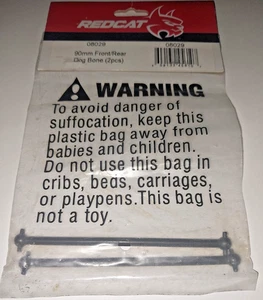 REDCAT
08029
08029
90mm Front/Rear
Dog Bone (2pcs)
WARNING
To avoid danger of
suffocation, keep this
plastic bag away from
babies and children.
Do not use this bag in
cribs, beds, carriages,
or playpens.This bag is
not a toy.